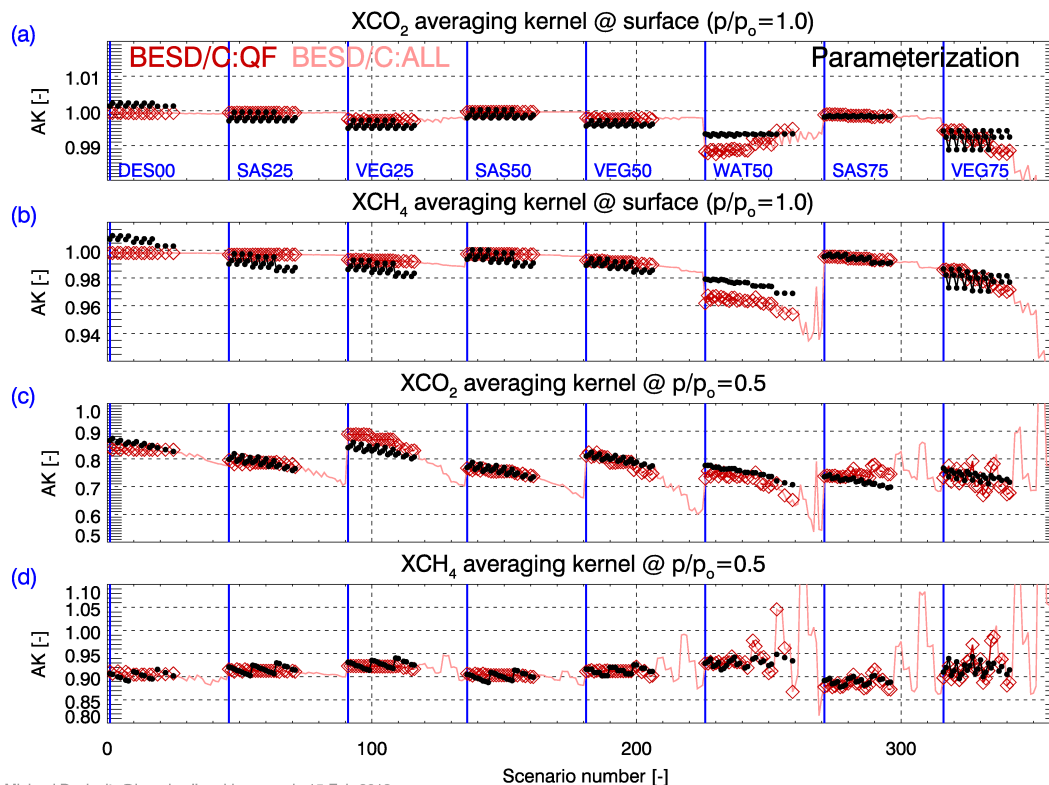 (a)
XCO2 averaging kernel @ surface (p/po=1.0)
BESD/C:QF BESD/C:ALL Parameterization
AK [-]
1.01
1.00
0.99
DES00 SAS25 VEG25 SAS50 VEG50 WAT50 SAS75 VEG75
(b)
XCH4 averaging kernel @ surface (p/po=1.0)
AK [-]
1.00
0.98
0.96
0.94
(c)
XCO2 averaging kernel @ p/po=0.5
AK [-]
1.0
0.9
0.8
0.7
0.6
0.5
(d)
XCH4 averaging kernel @ p/po=0.5
AK [-]
1.10
1.05
1.00
0.95
0.90
0.85
0.80
0 100 200 300
Scenario number [-]